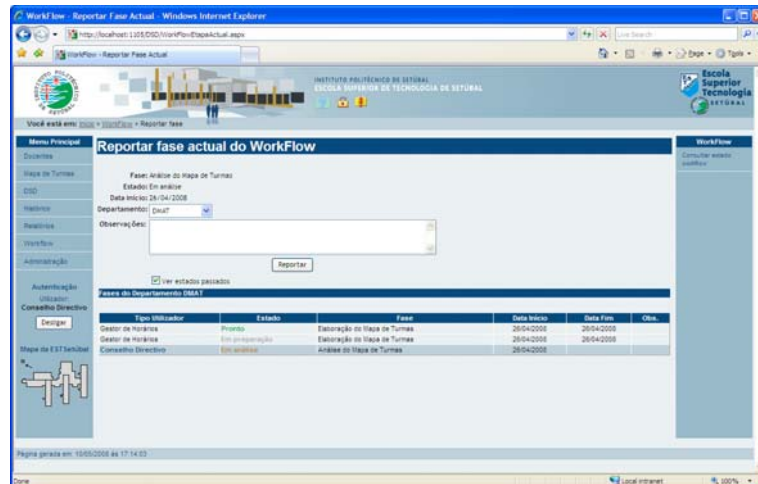 WorkFlow - Reportar Fase Actual - Windows Internet Explorer
http://localhost:1105/DSD/WorkFlowEtapaActual.aspx
Live Search
WorkFlow - Reportar Fase Actual
Page
Tools
INSTITUTO POLITÉCNICO DE SETÚBAL
ESCOLA SUPERIOR DE TECNOLOGIA DE SETÚBAL
Escola
Superior
Tecnologia
SETÚBAL
Você está em: Início » WorkFlow » Reportar fase
Menu Principal
Docentes
Mapa de Turmas
DSD
Histórico
Relatórios
Workflow
Administração
Autenticação
Utilizador:
Conselho Directivo
Desligar
Mapa da EST Setúbal
Reportar fase actual do WorkFlow
Fase: Análise do Mapa de Turmas
Estado: Em análise
Data Início: 26/04/2008
Departamento: DMAT
Observações:
Reportar
Ver estados passados
Fases do Departamento DMAT
Tipo Utilizador Estado Fase Data Início Data Fim Obs.
Gestor de Horários Pronto Elaboração do Mapa de Turmas 26/04/2008 26/04/2008
Gestor de Horários Em preparação Elaboração do Mapa de Turmas 26/04/2008 26/04/2008
Conselho Directivo Em análise Análise do Mapa de Turmas 26/04/2008
WorkFlow
Consultar estado
workflow
Página gerada em: 10/05/2008 às 17:14:03
Done
Local intranet
100%